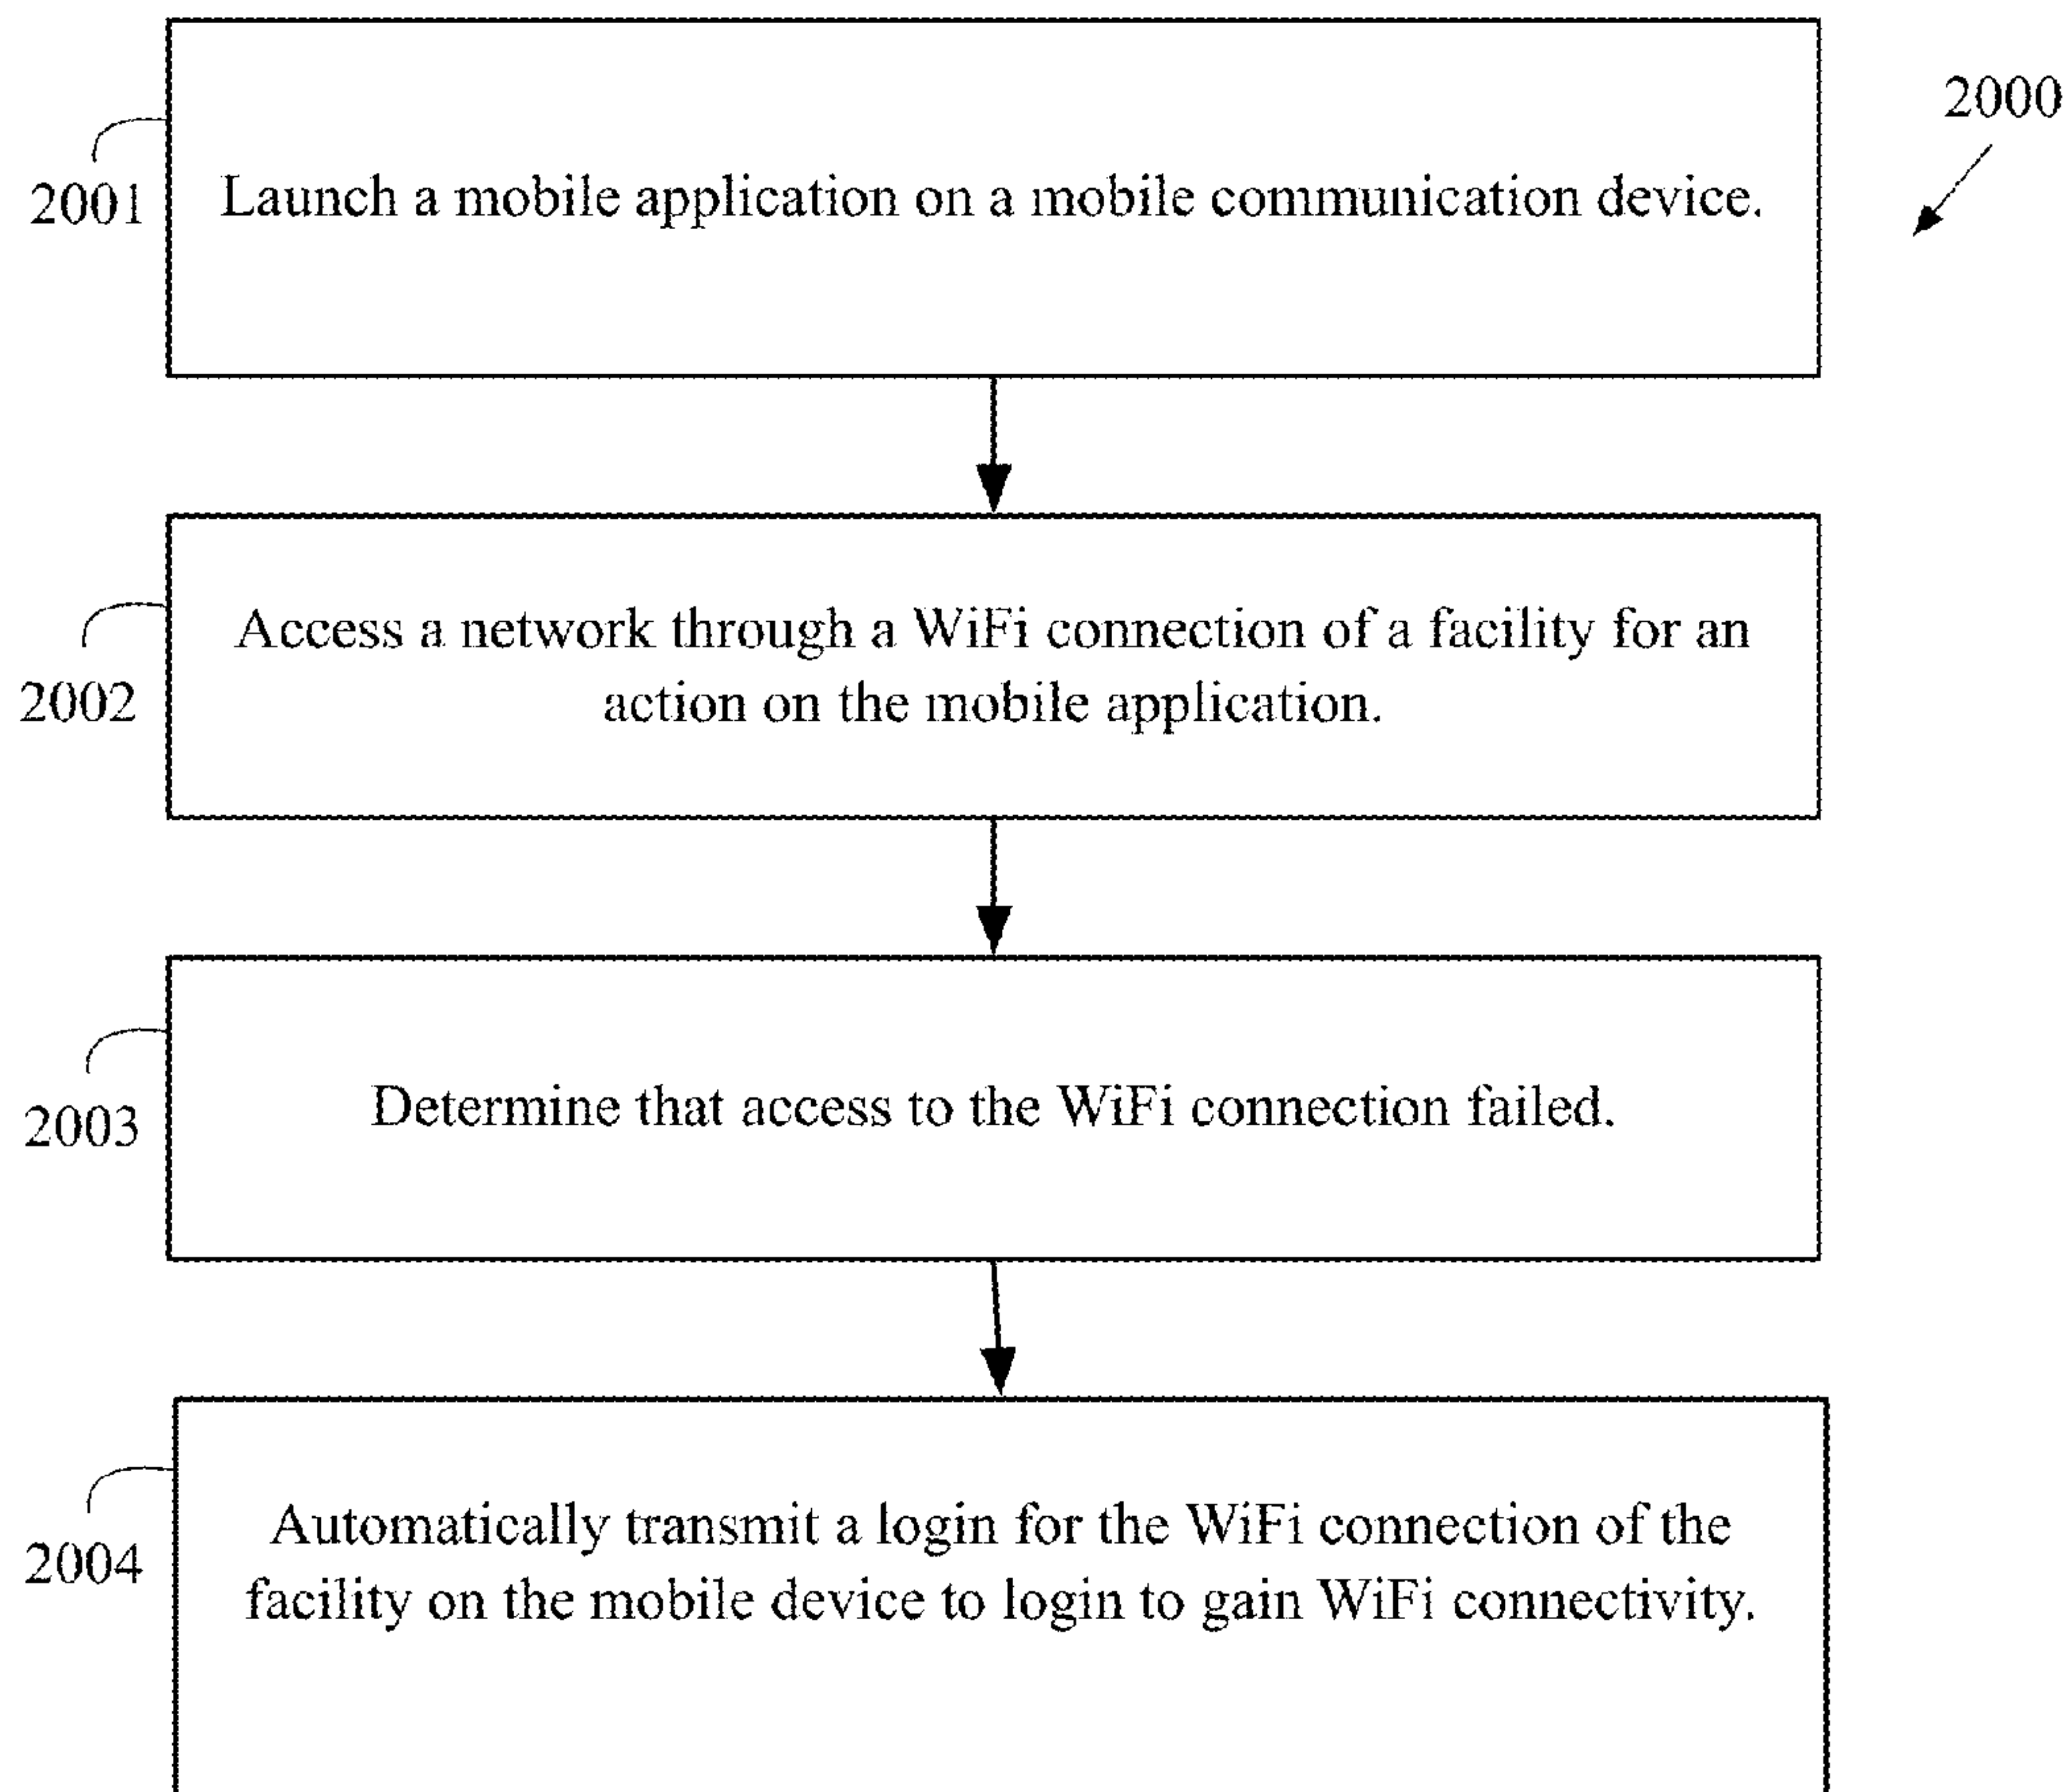 2000
2001
Launch a mobile application on a mobile communication device.
2002
Access a network through a WiFi connection of a facility for an
action on the mobile application.
2003
Determine that access to the WiFi connection failed.
2004
Automatically transmit a login for the WiFi connection of the
facility on the mobile device to login to gain WiFi connectivity.